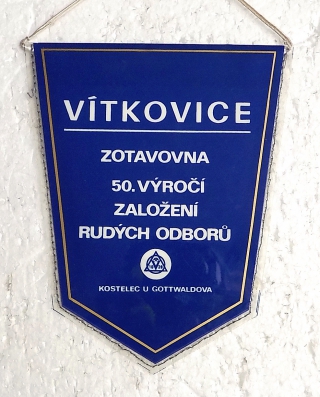 VÍTKOVICE
ZOTAVOVNA
50. VÝROČÍ
ZALOŽENÍ
RUDÝCH ODBORŮ
KOSTELEC U GOTTWALDOVA